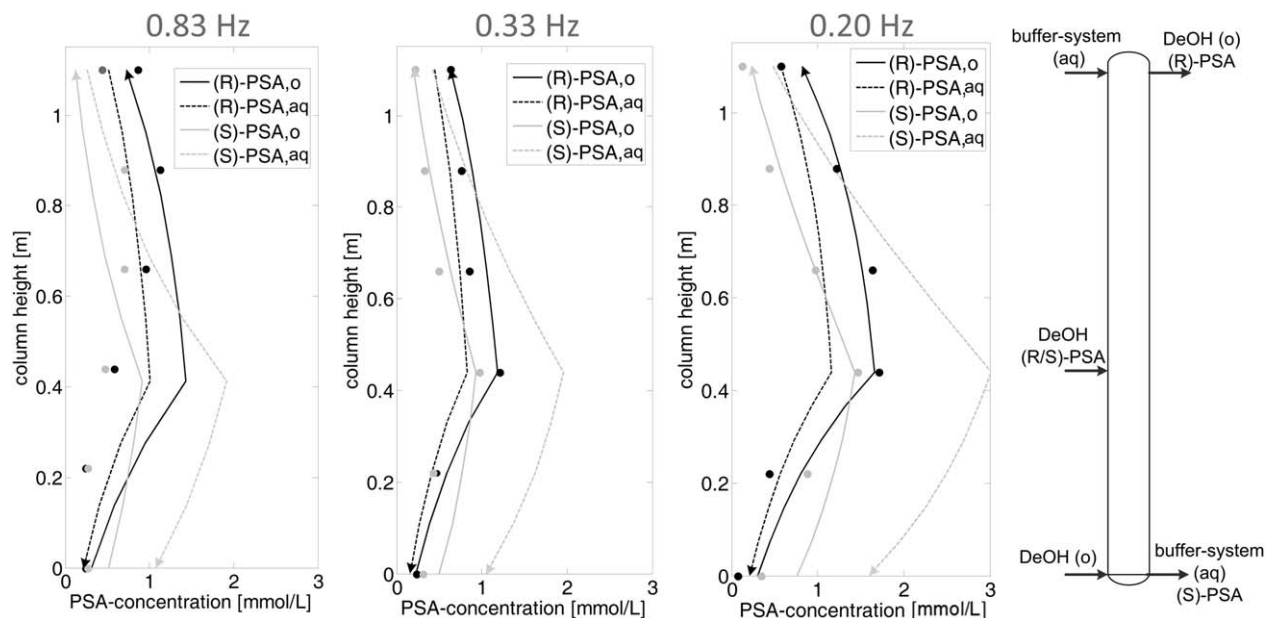 0.83 Hz
(R)-PSA,o
(R)-PSA,aq
(S)-PSA,o
(S)-PSA,aq
column height [m]
1
0.8
0.6
0.4
0.2
0
0 1 2 3
PSA-concentration [mmol/L]
0.33 Hz
(R)-PSA,o
(R)-PSA,aq
(S)-PSA,o
(S)-PSA,aq
column height [m]
1
0.8
0.6
0.4
0.2
0
0 1 2 3
PSA-concentration [mmol/L]
0.20 Hz
(R)-PSA,o
(R)-PSA,aq
(S)-PSA,o
(S)-PSA,aq
column height [m]
1
0.8
0.6
0.4
0.2
0
0 1 2 3
PSA-concentration [mmol/L]
buffer-system
(aq)
DeOH (o)
(R)-PSA
DeOH
(R/S)-PSA
DeOH (o)
buffer-system
(aq)
(S)-PSA